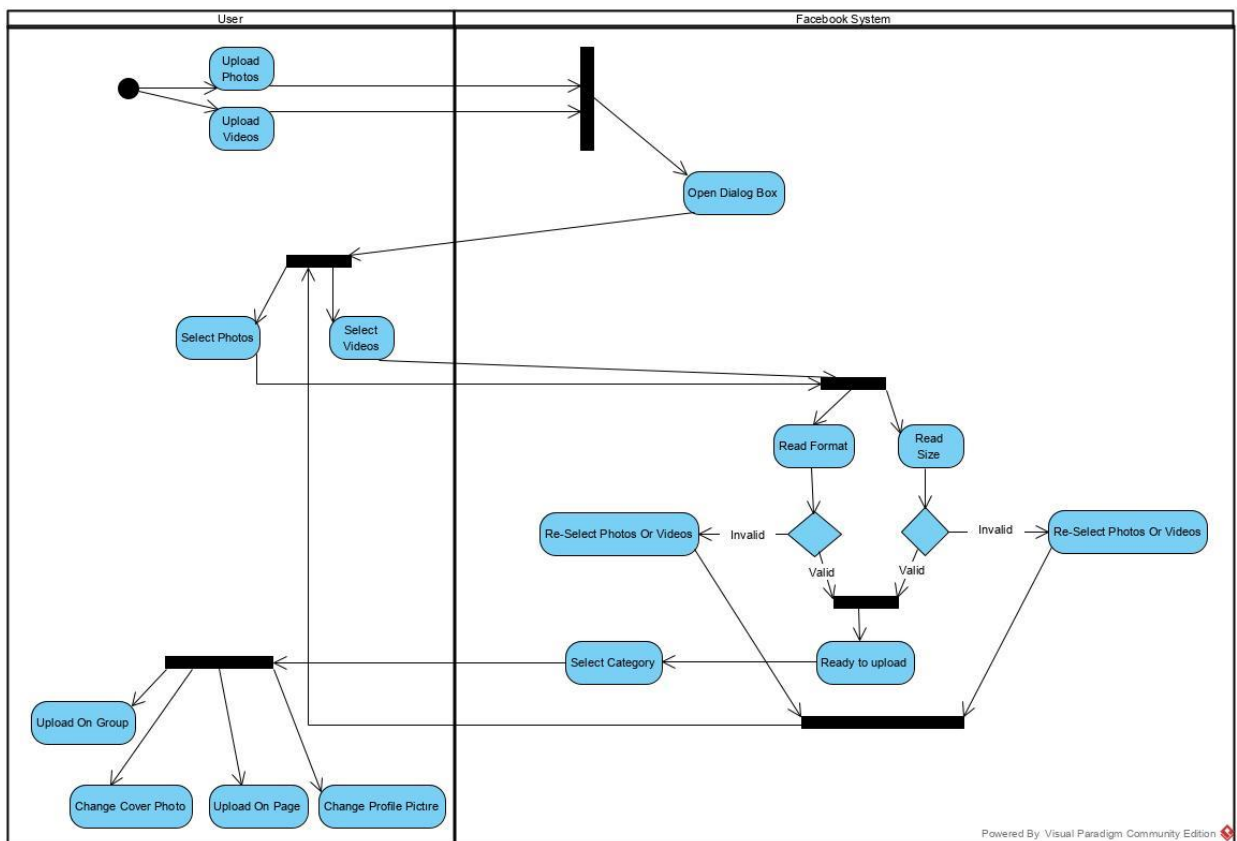 User
Facebook System
Upload
Photos
Upload
Videos
Open Dialog Box
Select Photos
Select
Videos
Read Format
Read
Size
Re-Select Photos Or Videos
Invalid
Invalid
Re-Select Photos Or Videos
Valid
Valid
Select Category
Ready to upload
Upload On Group
Change Cover Photo
Upload On Page
Change Profile Pictire
Powered By Visual Paradigm Community Edition